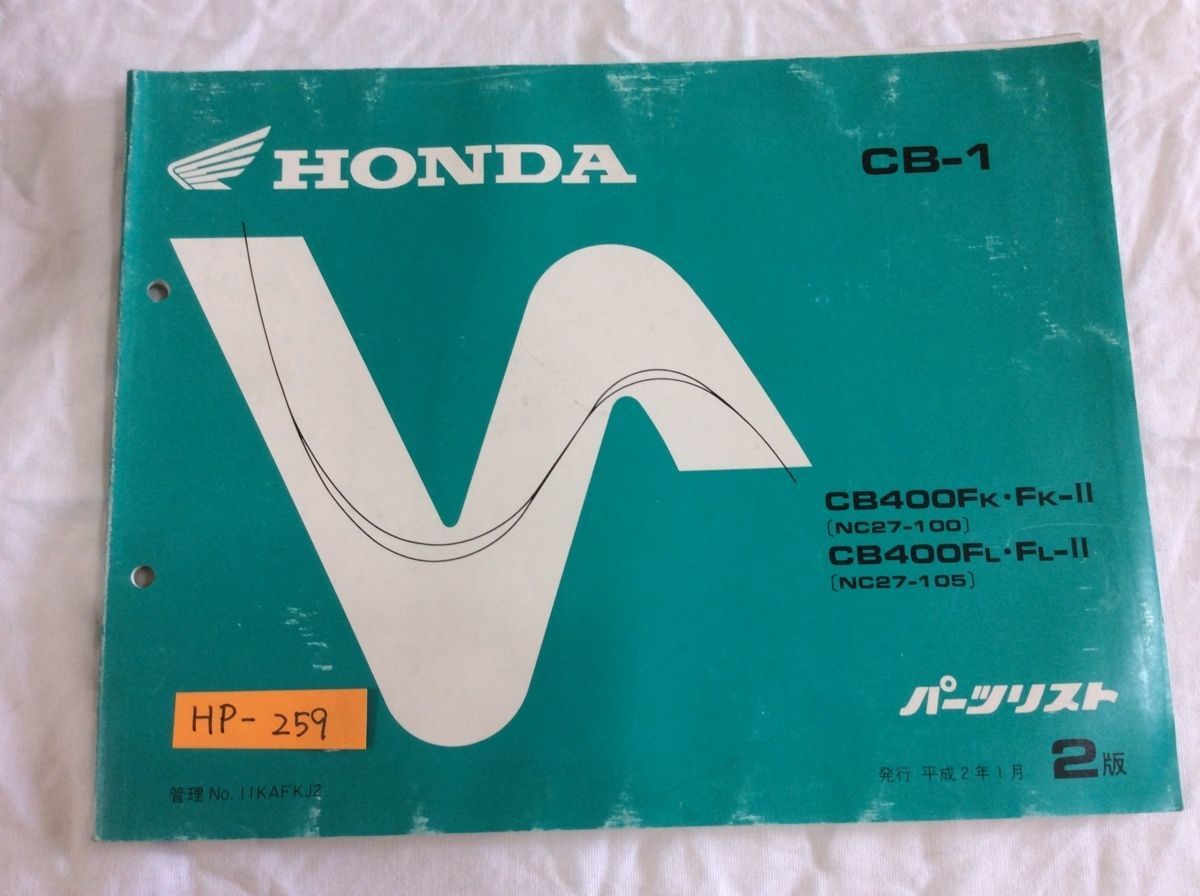 HONDA
CB-1
CB400FK・FK-II
〔NC27-100〕
CB400FL・FL-II
〔NC27-105〕
パーツリスト
HP-259
発行 平成2年1月 2版
管理 No. 11KAFKJ2